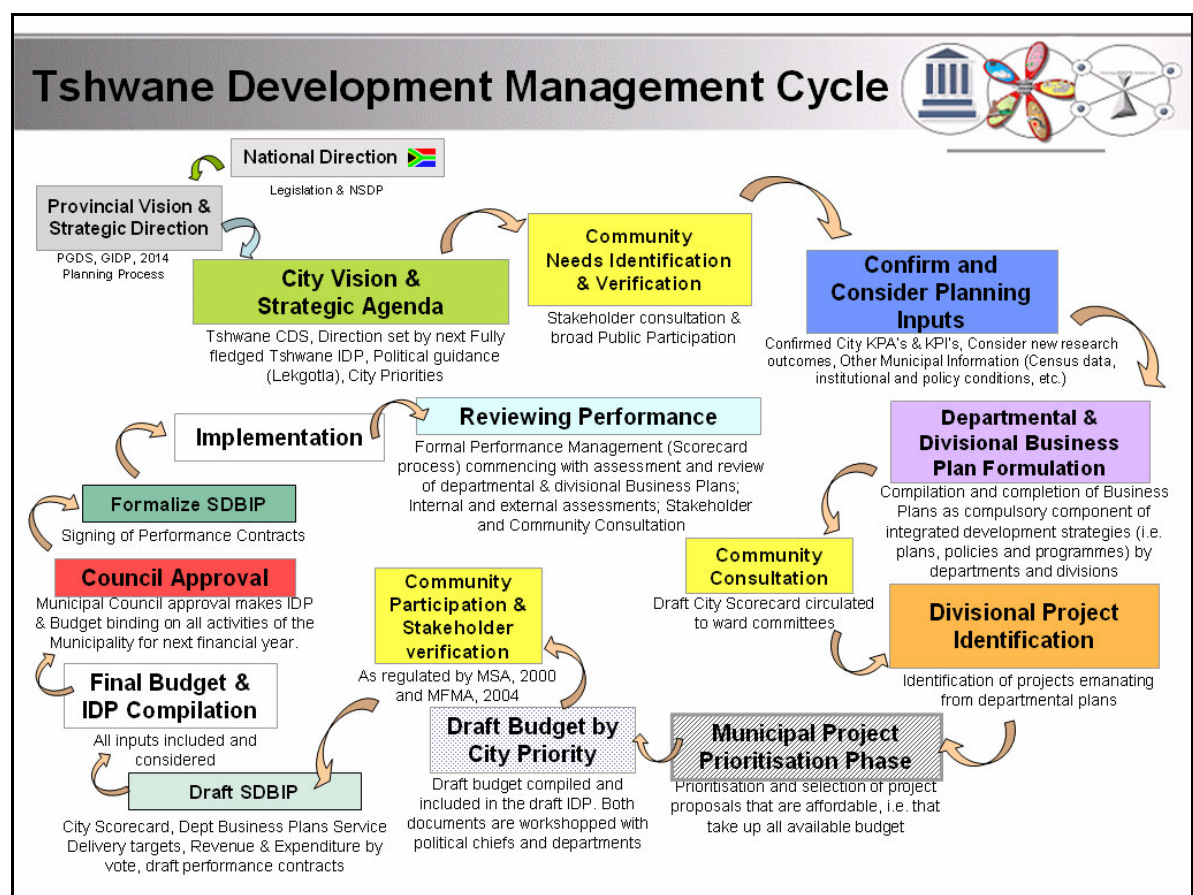 Tshwane Development Management Cycle
National Direction
Legislation & NSDP
Provincial Vision &
Strategic Direction
PGDS, GIDP, 2014
Planning Process
City Vision &
Strategic Agenda
Tshwane CDS, Direction set by next Fully
fledged Tshwane IDP, Political guidance
(Lekgotla), City Priorities
Community
Needs Identification
& Verification
Stakeholder consultation &
broad Public Participation
Confirm and
Consider Planning
Inputs
Confirmed City KPA's & KPI's, Consider new research
outcomes, Other Municipal Information (Census data,
institutional and policy conditions, etc.)
Departmental &
Divisional Business
Plan Formulation
Compilation and completion of Business
Plans as compulsory component of
integrated development strategies (i.e.
plans, policies and programmes) by
departments and divisions
Community
Consultation
Draft City Scorecard circulated
to ward committees
Divisional Project
Identification
Identification of projects emanating
from departmental plans
Municipal Project
Prioritisation Phase
Prioritisation and selection of project
proposals that are affordable, i.e. that
take up all available budget
Draft Budget by
City Priority
Draft budget compiled and
included in the draft IDP. Both
documents are workshopped with
political chiefs and departments
Community
Participation &
Stakeholder
verification
As regulated by MSA, 2000
and MFMA, 2004
Draft SDBIP
City Scorecard, Dept Business Plans Service
Delivery targets, Revenue & Expenditure by
vote, draft performance contracts
Final Budget &
IDP Compilation
All inputs included and
considered
Council Approval
Municipal Council approval makes IDP
& Budget binding on all activities of the
Municipality for next financial year.
Formalize SDBIP
Signing of Performance Contracts
Implementation
Reviewing Performance
Formal Performance Management (Scorecard
process) commencing with assessment and review
of departmental & divisional Business Plans;
Internal and external assessments; Stakeholder
and Community Consultation